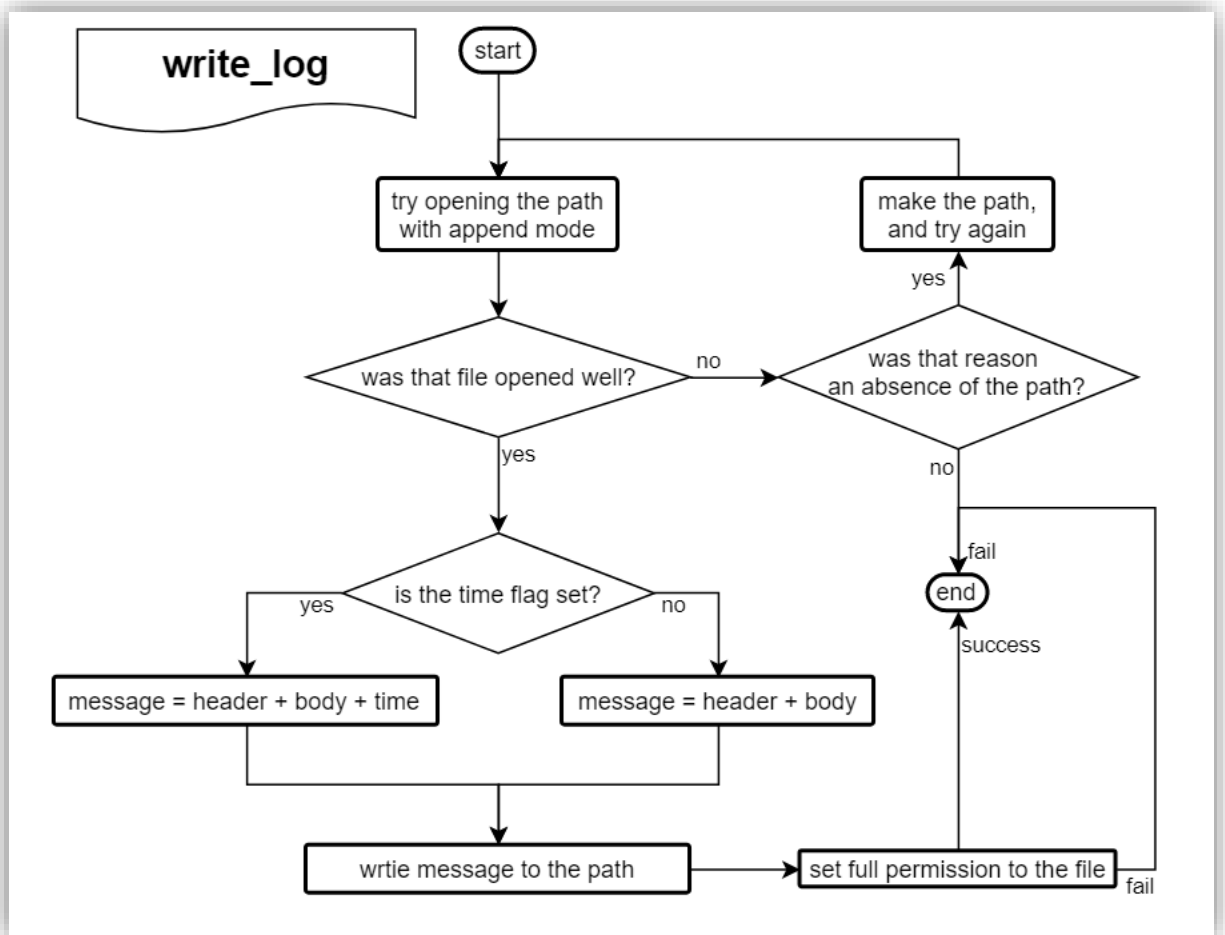 write_log
start
try opening the path
with append mode
make the path,
and try again
yes
was that file opened well?
no
was that reason
an absence of the path?
yes
no
fail
is the time flag set?
yes
no
end
success
message = header + body + time
message = header + body
wrtie message to the path
set full permission to the file
fail